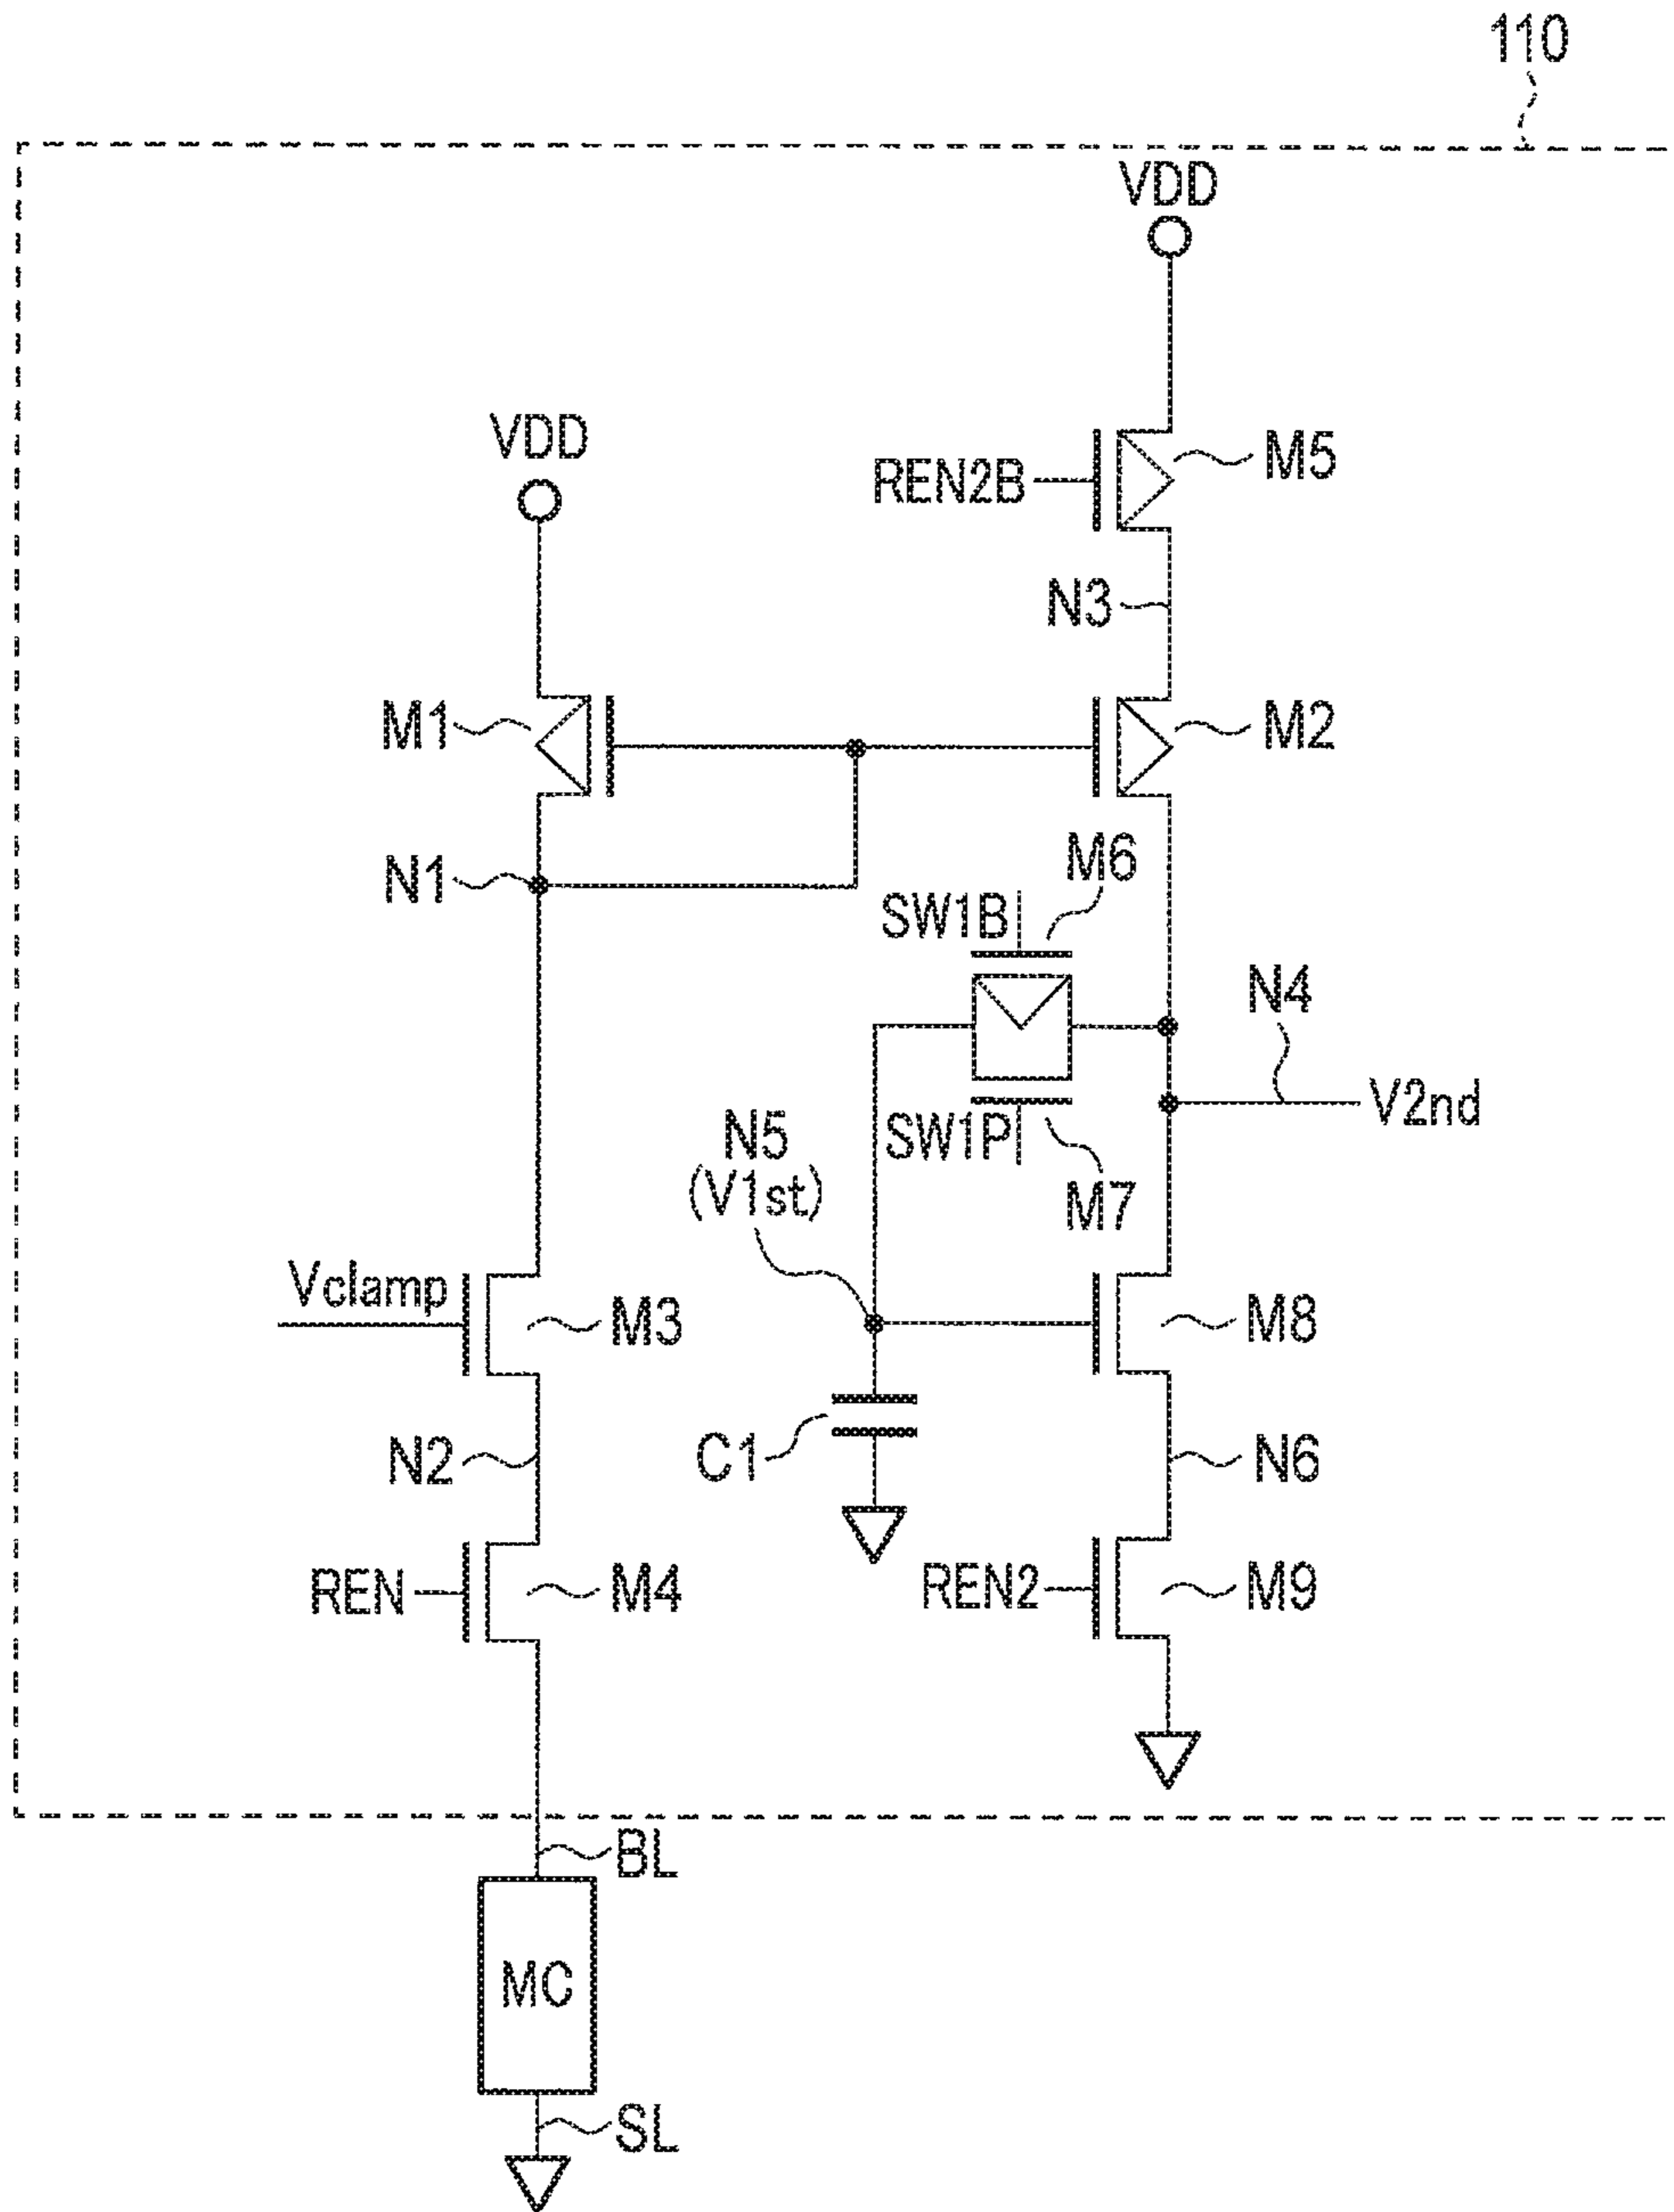 110
VDD
VDD
M5
REN2B
N3
M1
M2
M6
N1
SW1B
N4
V2nd
SW1P
N5
(V1st)
M7
Vclamp
M3
M8
N2
C1
N6
REN
M4
REN2
M9
BL
MC
SL